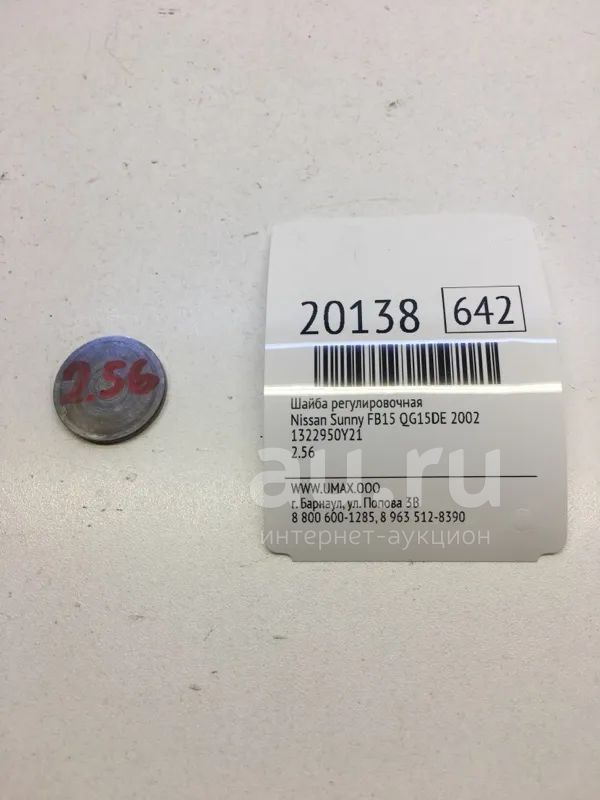 20138 642
2.56
Шайба регулировочная
Nissan Sunny FB15 QG15DE 2002
1322950Y21
2.56
au.ru
WWW.UMAX.OOO
г. Барнаул, ул. Попова 3В
8 800 600-1285, 8 963 512-8390
интернет-аукцион